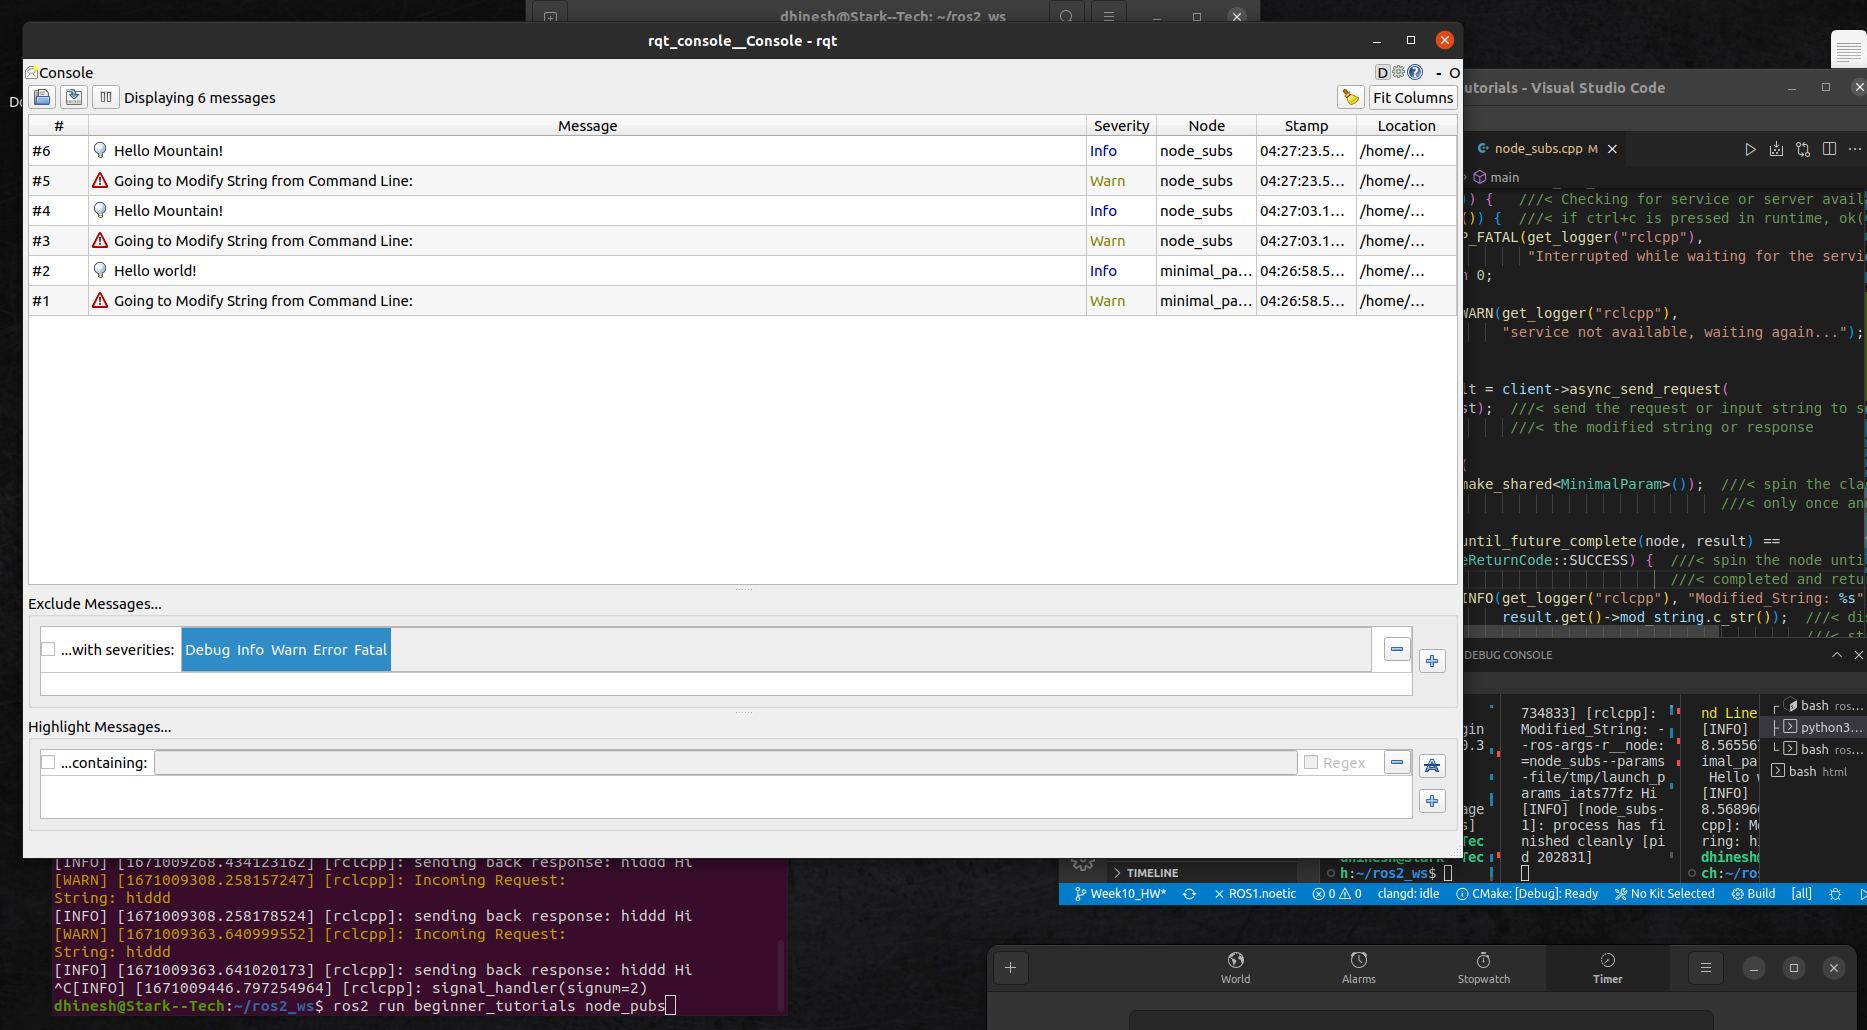 dhinesh@Stark--Tech: ~/ros2_ws
rqt_console__Console - rqt
Console
D
- O
Displaying 6 messages
Fit Columns
# Message Severity Node Stamp Location
#6 Hello Mountain! Info node_subs 04:27:23.5... /home/...
#5 Going to Modify String from Command Line: Warn node_subs 04:27:23.5... /home/...
#4 Hello Mountain! Info node_subs 04:27:03.1... /home/...
#3 Going to Modify String from Command Line: Warn node_subs 04:27:03.1... /home/...
#2 Hello world! Info minimal_pa... 04:26:58.5... /home/...
#1 Going to Modify String from Command Line: Warn minimal_pa... 04:26:58.5... /home/...
Exclude Messages...
...with severities: Debug Info Warn Error Fatal
Highlight Messages...
...containing:
Regex
utorials - Visual Studio Code
node_subs.cpp M
main
)) { ///< Checking for service or server avail
()) { ///< if ctrl+c is pressed in runtime, ok(
P_FATAL(get_logger("rclcpp"),
"Interrupted while waiting for the servi
n 0;
WARN(get_logger("rclcpp"),
"service not available, waiting again...");
lt = client->async_send_request(
st); ///< send the request or input string to s
///< the modified string or response
(
make_shared<MinimalParam>()); ///< spin the cla
///< only once an
until_future_complete(node, result) ==
eReturnCode::SUCCESS) { ///< spin the node unti
///< completed and retu
INFO(get_logger("rclcpp"), "Modified_String: %s"
result.get()->mod_string.c_str()); ///< di
DEBUG CONSOLE
gin
0.3
age
s]
Tec
dhinesh@Stark
h:~/ros2_ws$
734833] [rclcpp]:
Modified_String: -
-ros-args-r__node:
=node_subs--params
-file/tmp/launch_p
arams_iats77fz Hi
[INFO] [node_subs-
1]: process has fi
nished cleanly [pi
d 202831]
nd Line
[INFO]
8.56556
imal_pa
Hello w
[INFO]
8.56896
cpp]: M
ring: h
dhinesh@
ch:~/ros
bash ros...
python3...
bash ros...
bash html
TIMELINE
Week10_HW* ROS1.noetic 0 0 clangd: idle CMake: [Debug]: Ready No Kit Selected Build [all]
[INFO] [1671009268.434123162] [rclcpp]: sending back response: hiddd Hi
[WARN] [1671009308.258157247] [rclcpp]: Incoming Request:
String: hiddd
[INFO] [1671009308.258178524] [rclcpp]: sending back response: hiddd Hi
[WARN] [1671009363.640999552] [rclcpp]: Incoming Request:
String: hiddd
[INFO] [1671009363.641020173] [rclcpp]: sending back response: hiddd Hi
^C[INFO] [1671009446.797254964] [rclcpp]: signal_handler(signum=2)
dhinesh@Stark--Tech:~/ros2_ws$ ros2 run beginner_tutorials node_pubs
World Alarms Stopwatch Timer